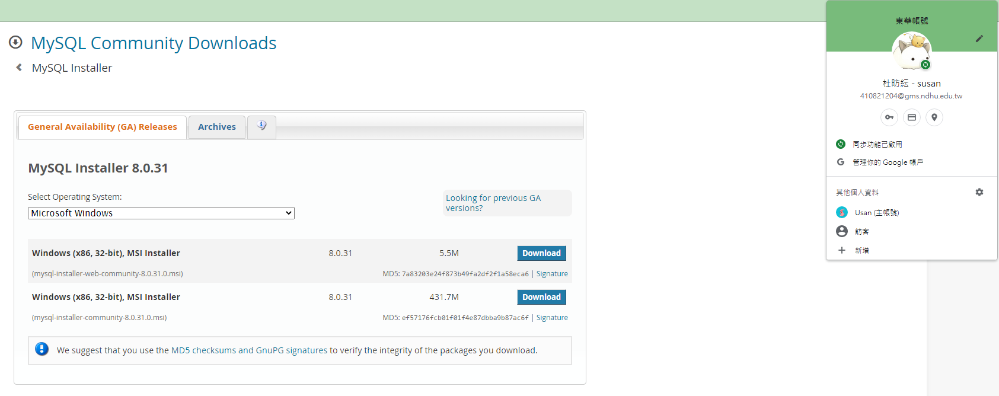 MySQL Community Downloads
MySQL Installer
General Availability (GA) Releases
Archives
MySQL Installer 8.0.31
Select Operating System:
Microsoft Windows
Looking for previous GA
versions?
Windows (x86, 32-bit), MSI Installer 8.0.31 5.5M Download
(mysql-installer-web-community-8.0.31.0.msi) MD5: 7a83203e24f873b49fa2df2f1a58eca6 | Signature
Windows (x86, 32-bit), MSI Installer 8.0.31 431.7M Download
(mysql-installer-community-8.0.31.0.msi) MD5: ef57176fcb01f01f4e87dbba9b87ac6f | Signature
We suggest that you use the MD5 checksums and GnuPG signatures to verify the integrity of the packages you download.
東華帳號
杜昉紜 - susan
410821204@gms.ndhu.edu.tw
同步功能已啟用
G 管理你的 Google 帳戶
其他個人資料
Usan (主帳號)
訪客
新增